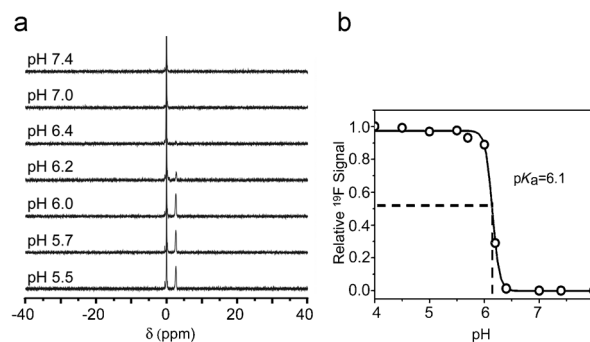 a
pH 7.4
pH 7.0
pH 6.4
pH 6.2
pH 6.0
pH 5.7
pH 5.5
-40 -20 0 20 40
δ (ppm)
b
Relative ¹⁹F Signal
1.0
0.8
0.6
0.4
0.2
0.0
pKa=6.1
4 5 6 7
pH